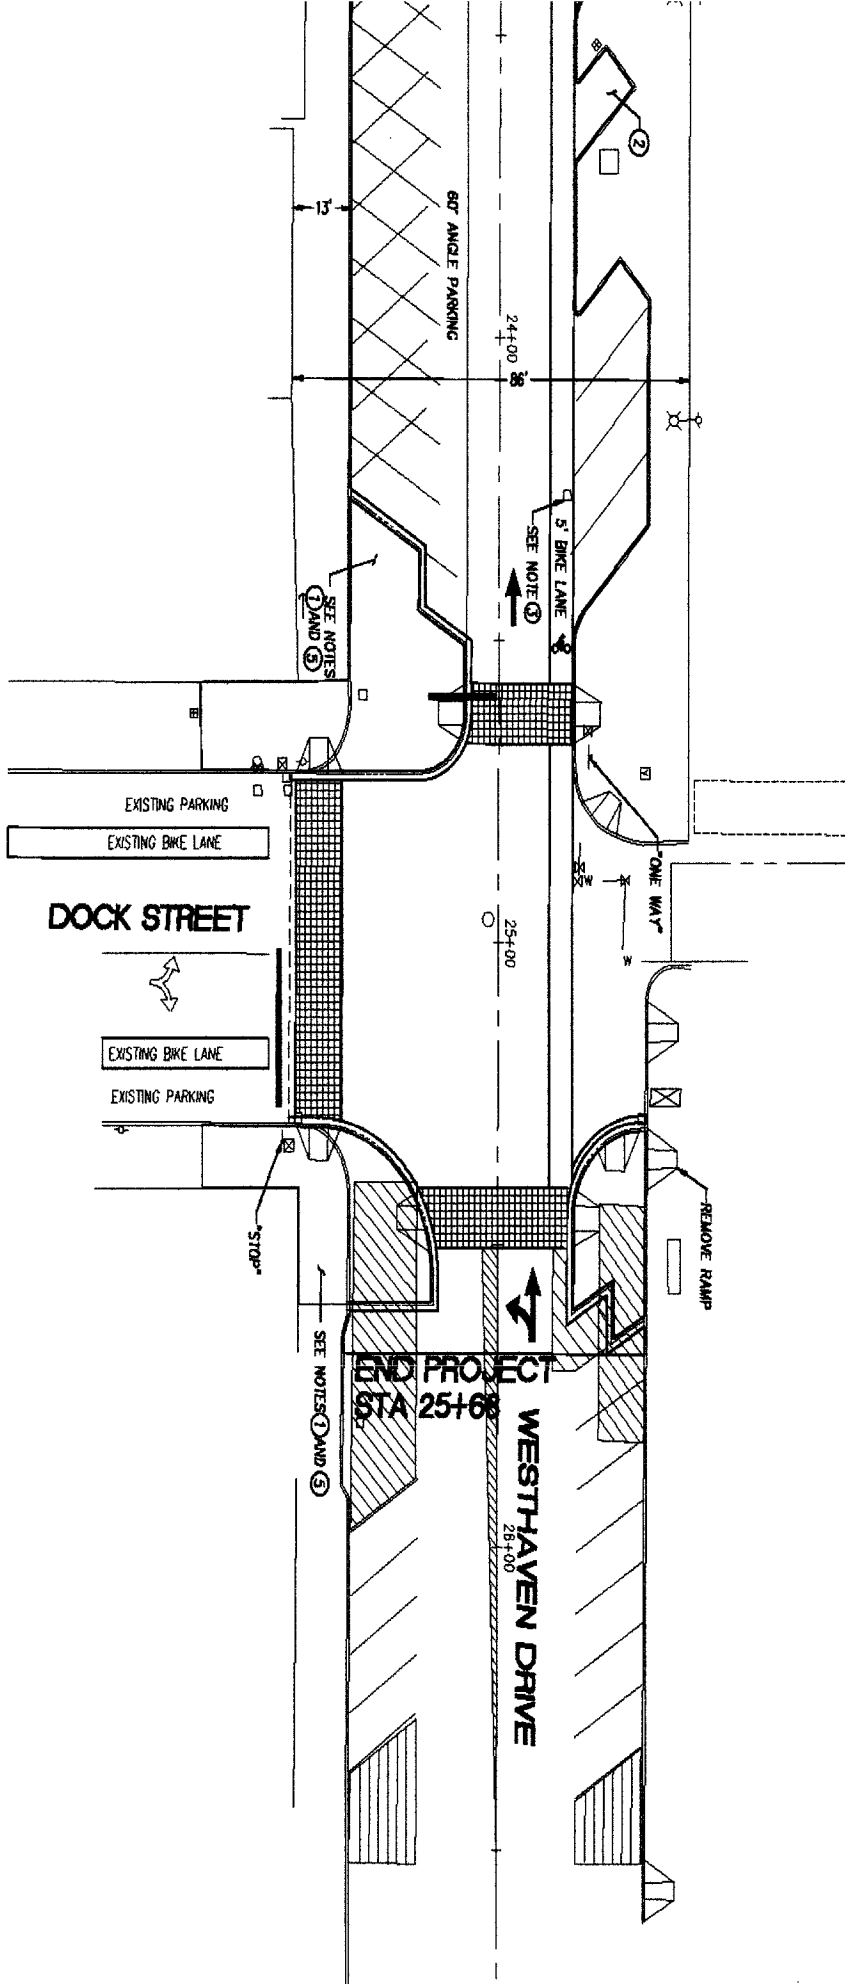 2
13'
60' ANGLE PARKING
24+00
86'
5' BIKE LANE
SEE NOTE 3
SEE NOTES
1 AND 5
EXISTING PARKING
EXISTING BIKE LANE
"ONE WAY"
W
W
DOCK STREET
25+00
EXISTING BIKE LANE
EXISTING PARKING
"STOP"
REMOVE RAMP
SEE NOTES 1 AND 5
END PROJECT
STA 25+68
WESTHAVEN DRIVE
26+00